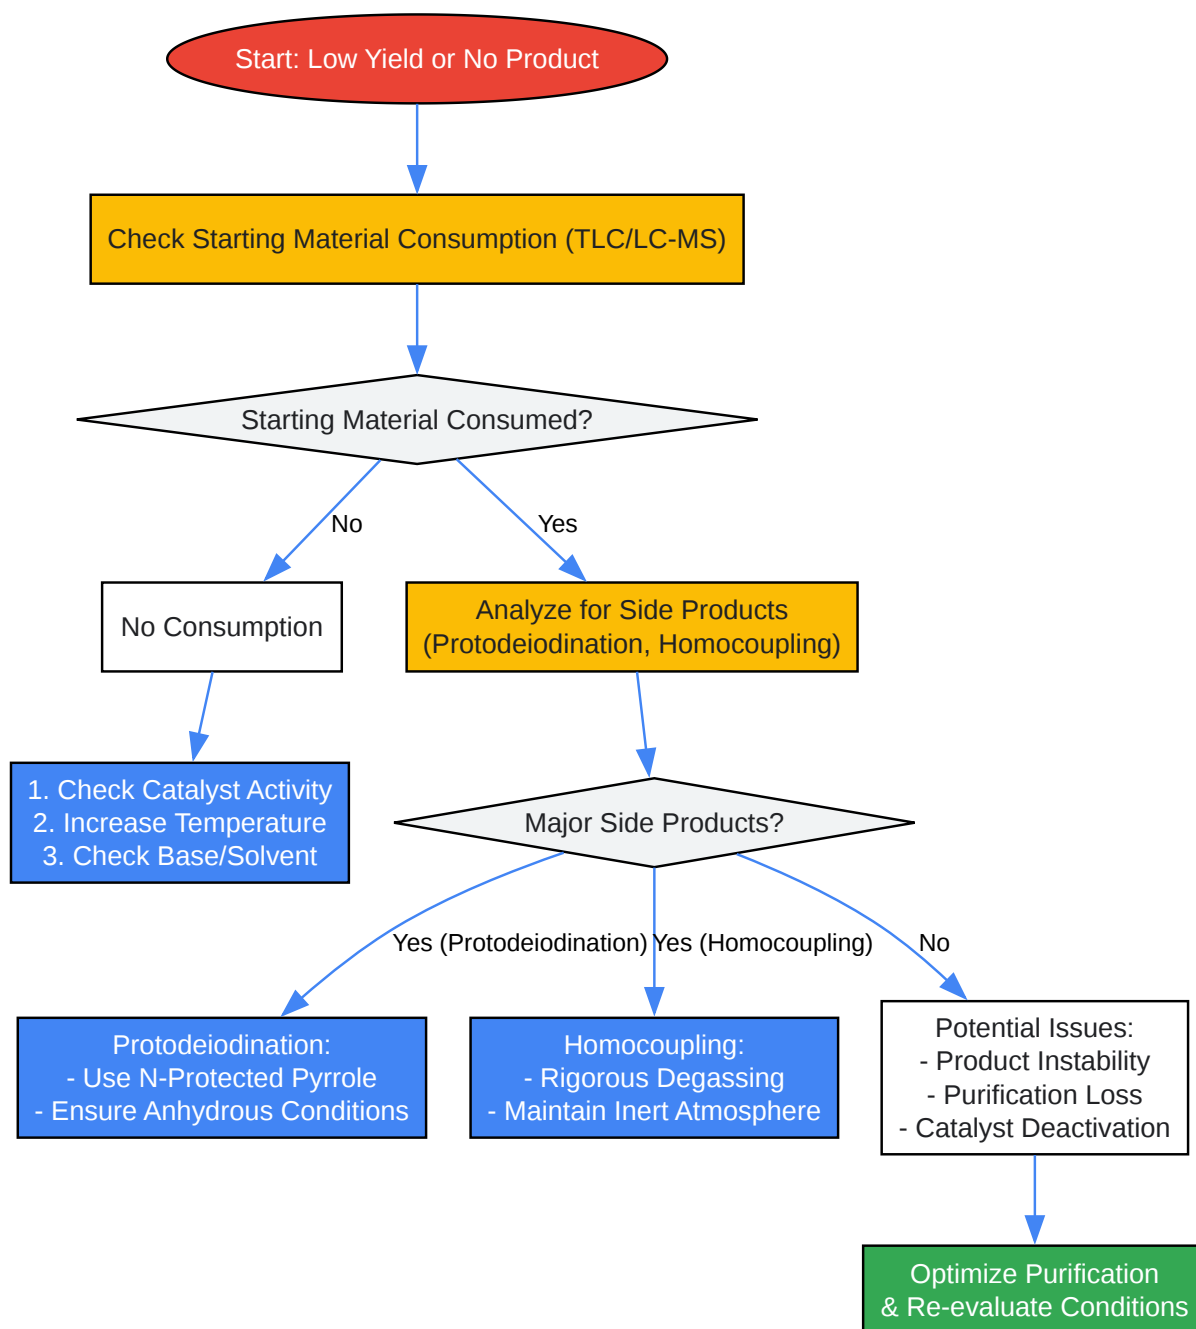 Start: Low Yield or No Product
Check Starting Material Consumption (TLC/LC-MS)
Starting Material Consumed?
No
Yes
No Consumption
Analyze for Side Products
(Protodeiodination, Homocoupling)
1. Check Catalyst Activity
2. Increase Temperature
3. Check Base/Solvent
Major Side Products?
Yes (Protodeiodination)
Yes (Homocoupling)
No
Protodeiodination:
- Use N-Protected Pyrrole
- Ensure Anhydrous Conditions
Homocoupling:
- Rigorous Degassing
- Maintain Inert Atmosphere
Potential Issues:
- Product Instability
- Purification Loss
- Catalyst Deactivation
Optimize Purification
& Re-evaluate Conditions